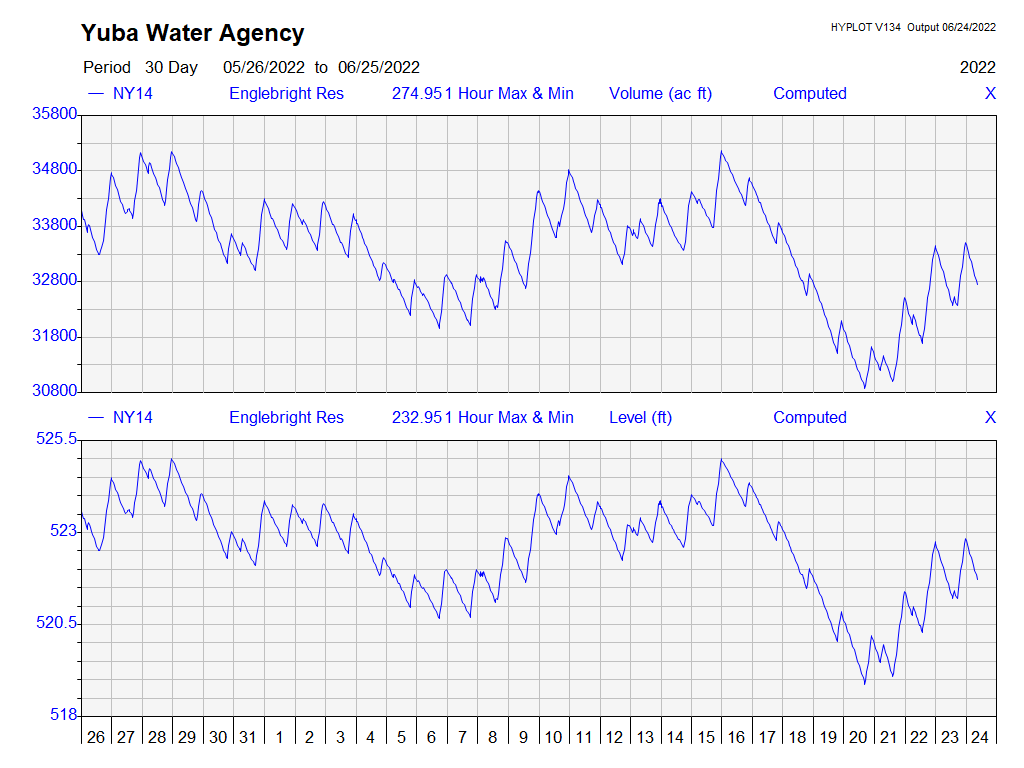 Yuba Water Agency
HYPLOT V134 Output 06/24/2022
Period 30 Day 05/26/2022 to 06/25/2022 2022
NY14 Englebright Res 274.951 Hour Max & Min Volume (ac ft) Computed X
35800
34800
33800
32800
31800
30800
NY14 Englebright Res 232.951 Hour Max & Min Level (ft) Computed X
525.5
523
520.5
518
26 27 28 29 30 31 1 2 3 4 5 6 7 8 9 10 11 12 13 14 15 16 17 18 19 20 21 22 23 24